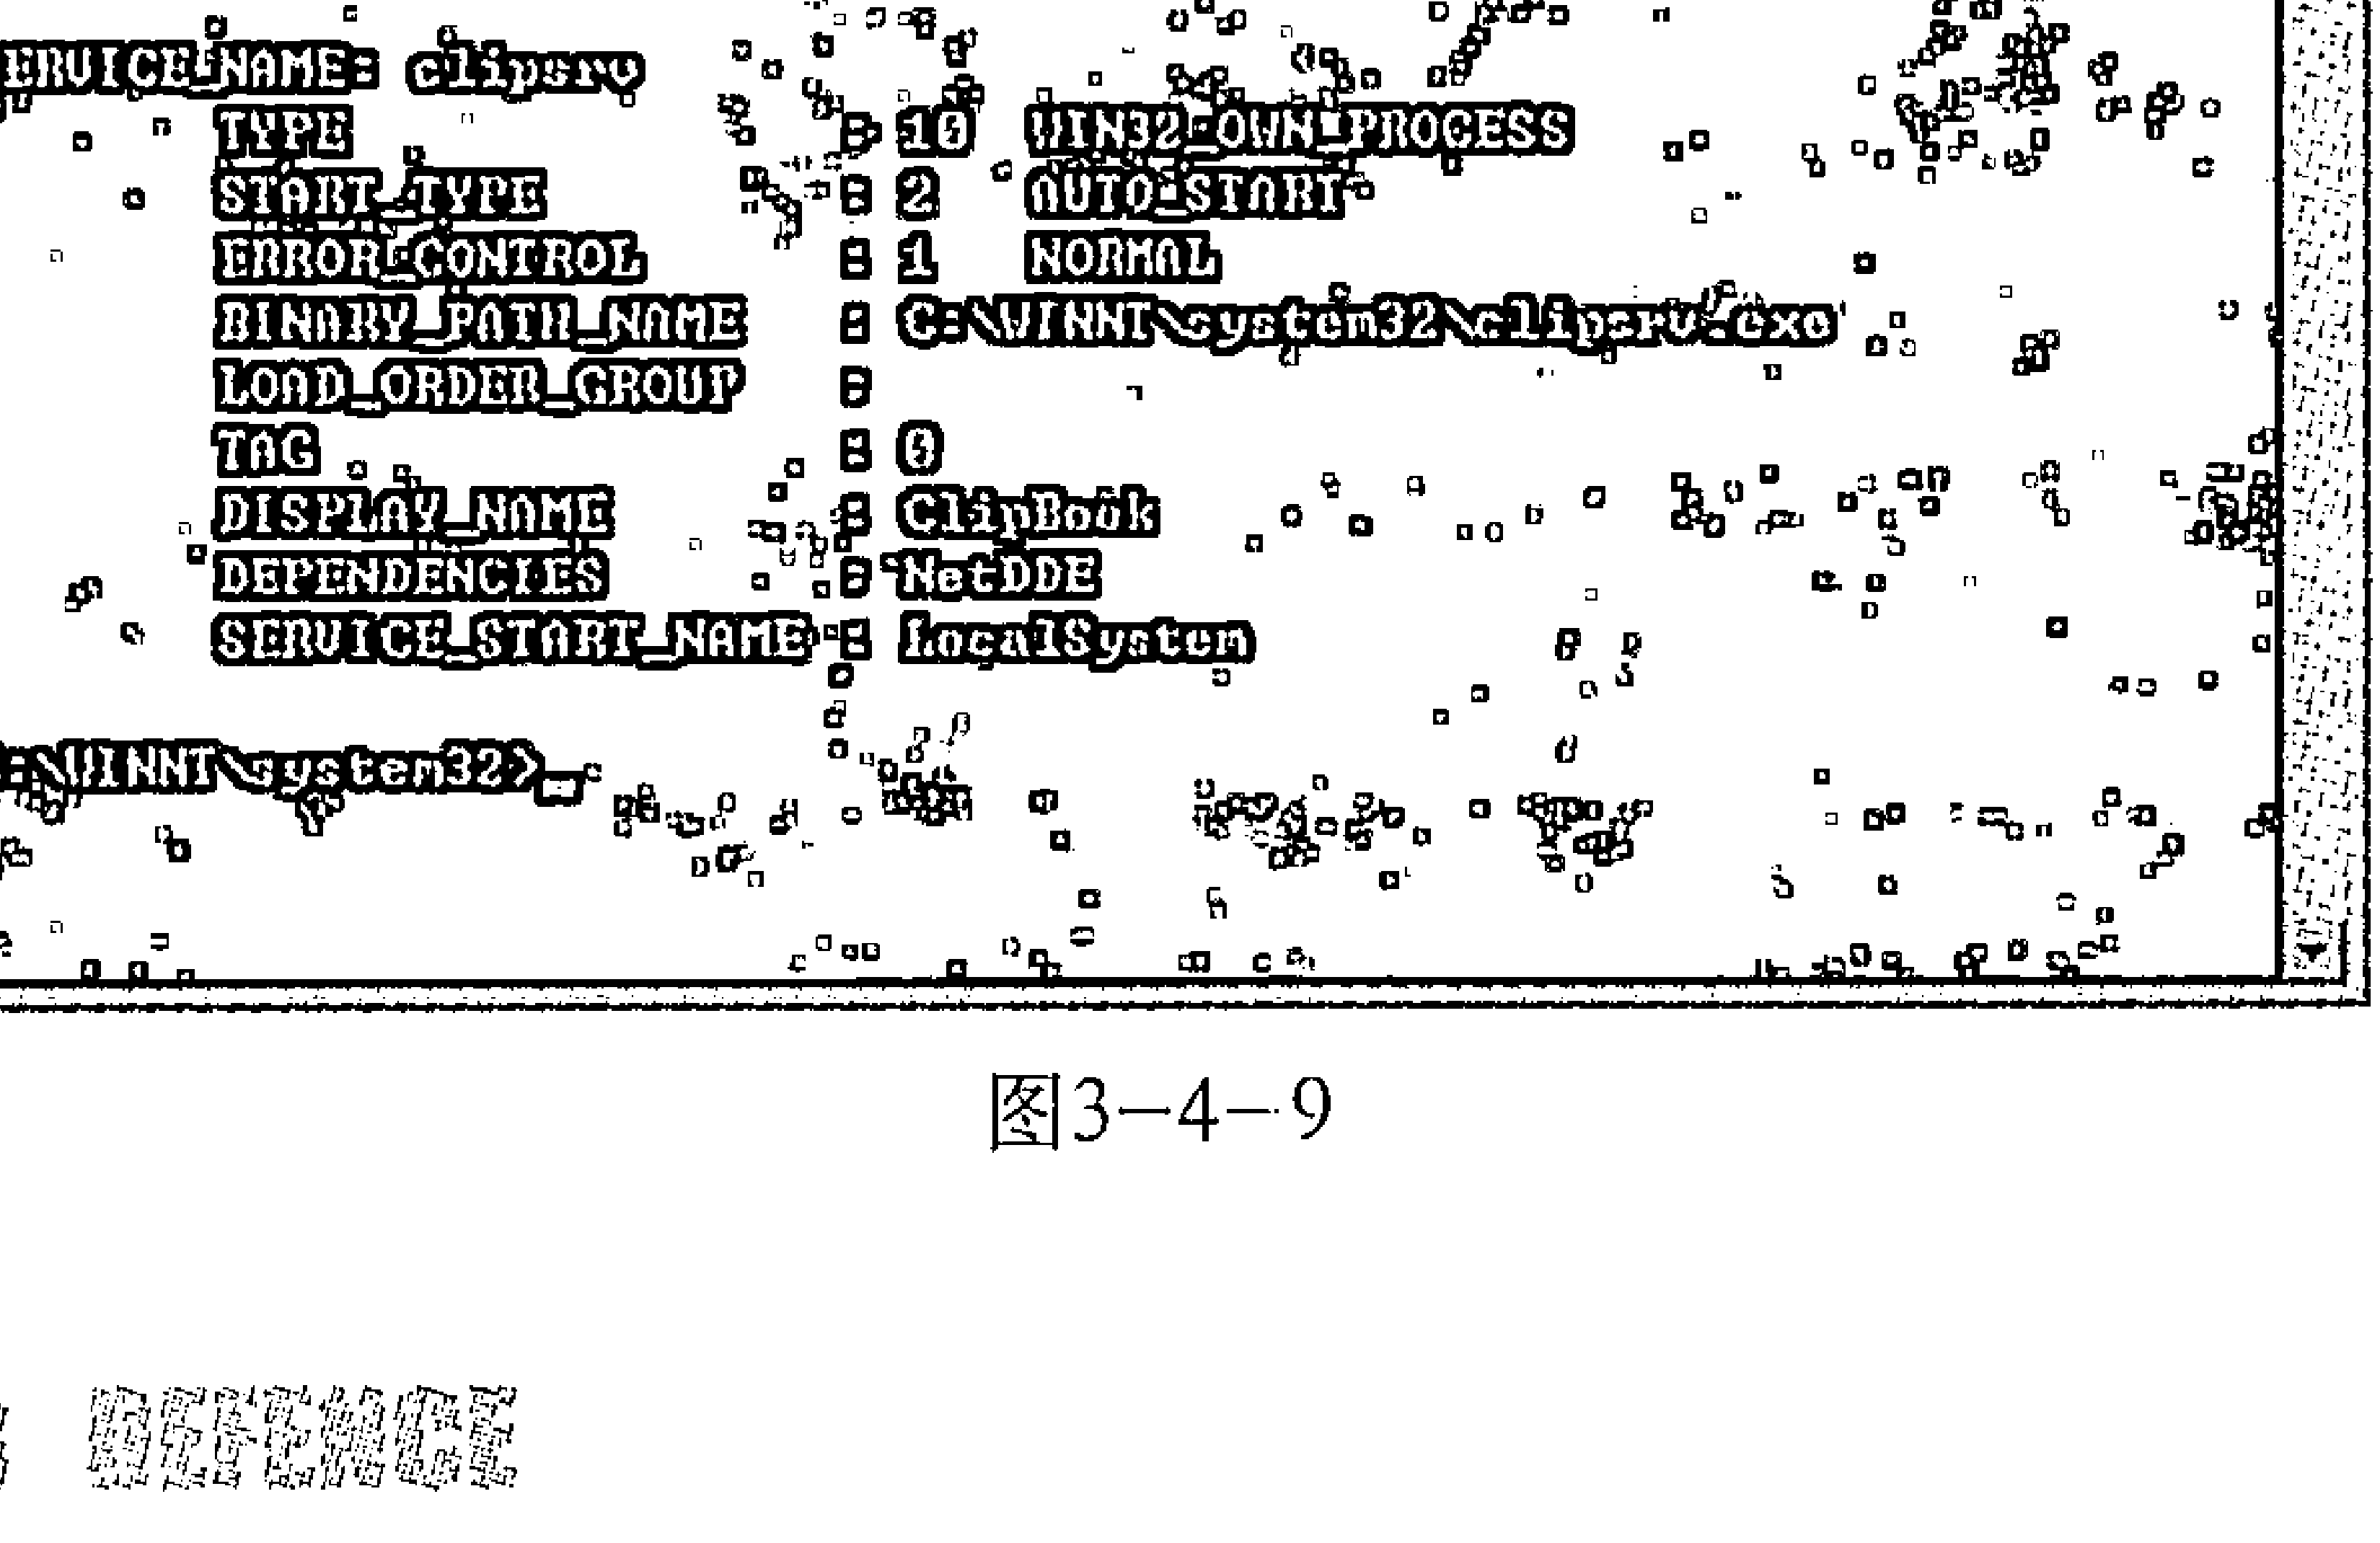 ERVICE_NAME: clipsrv
TYPE : 10 WIN32_OWN_PROCESS
START_TYPE : 2 AUTO_START
ERROR_CONTROL : 1 NORMAL
BINARY_PATH_NAME : C:\WINNT\system32\clipsrv.exe
LOAD_ORDER_GROUP :
TAG : 0
DISPLAY_NAME : ClipBook
DEPENDENCIES : NetDDE
SERVICE_START_NAME : LocalSystem
:\WINNT\system32>_
图3-4-9
DEFENCE